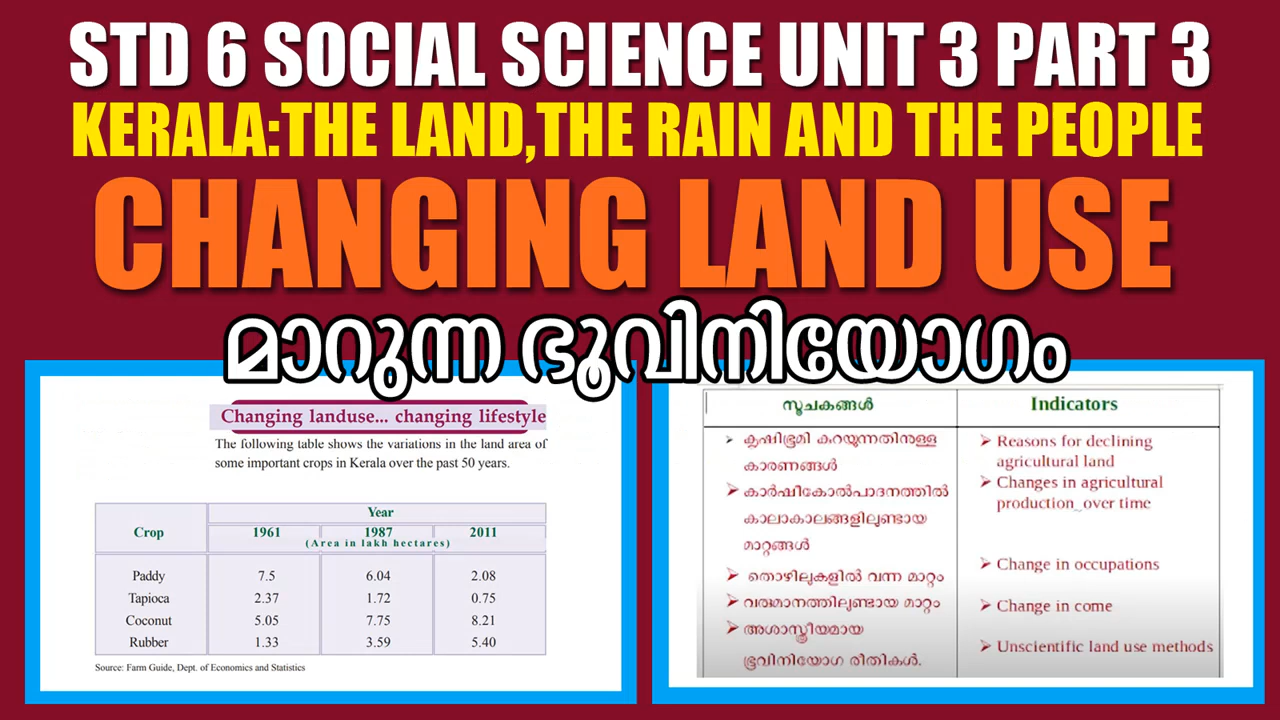 STD 6 SOCIAL SCIENCE UNIT 3 PART 3
KERALA:THE LAND,THE RAIN AND THE PEOPLE
CHANGING LAND USE
മാറുന്ന ഭൂവിനിയോഗം
Changing landuse... changing lifestyle
The following table shows the variations in the land area of
some important crops in Kerala over the past 50 years.
Crop Year
1961 1987 2011
(Area in lakh hectares)
Paddy 7.5 6.04 2.08
Tapioca 2.37 1.72 0.75
Coconut 5.05 7.75 8.21
Rubber 1.33 3.59 5.40
Source: Farm Guide, Dept. of Economics and Statistics
സൂചകങ്ങൾ Indicators
➤ കൃഷിഭൂമി കുറയുന്നതിനുള്ള
കാരണങ്ങൾ
➤ കാർഷികോൽപാദനത്തിൽ
കാലാകാലങ്ങളിലുണ്ടായ
മാറ്റങ്ങൾ
➤ തൊഴിലുകളിൽ വന്ന മാറ്റം
➤ വരുമാനത്തിലുണ്ടായ മാറ്റം
➤ അശാസ്ത്രീയമായ
ഭൂവിനിയോഗ രീതികൾ.
➤ Reasons for declining
agricultural land
➤ Changes in agricultural
production over time
➤ Change in occupations
➤ Change in come
➤ Unscientific land use methods